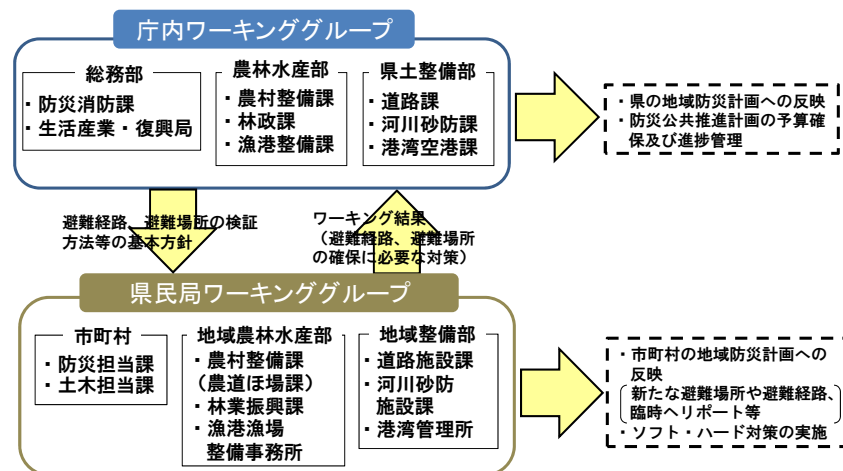 庁内ワーキンググループ
総務部
・防災消防課
・生活産業・復興局
農林水産部
・農村整備課
・林政課
・漁港整備課
県土整備部
・道路課
・河川砂防課
・港湾空港課
・県の地域防災計画への反映
・防災公共推進計画の予算確
保及び進捗管理
避難経路、避難場所の検証
方法等の基本方針
ワーキング結果
（避難経路、避難場所
の確保に必要な対策）
県民局ワーキンググループ
市町村
・防災担当課
・土木担当課
地域農林水産部
・農村整備課
（農道ほ場課）
・林業振興課
・漁港漁場
整備事務所
地域整備部
・道路施設課
・河川砂防
施設課
・港湾管理所
・市町村の地域防災計画への
反映
新たな避難場所や避難経路、
臨時ヘリポート等
・ソフト・ハード対策の実施